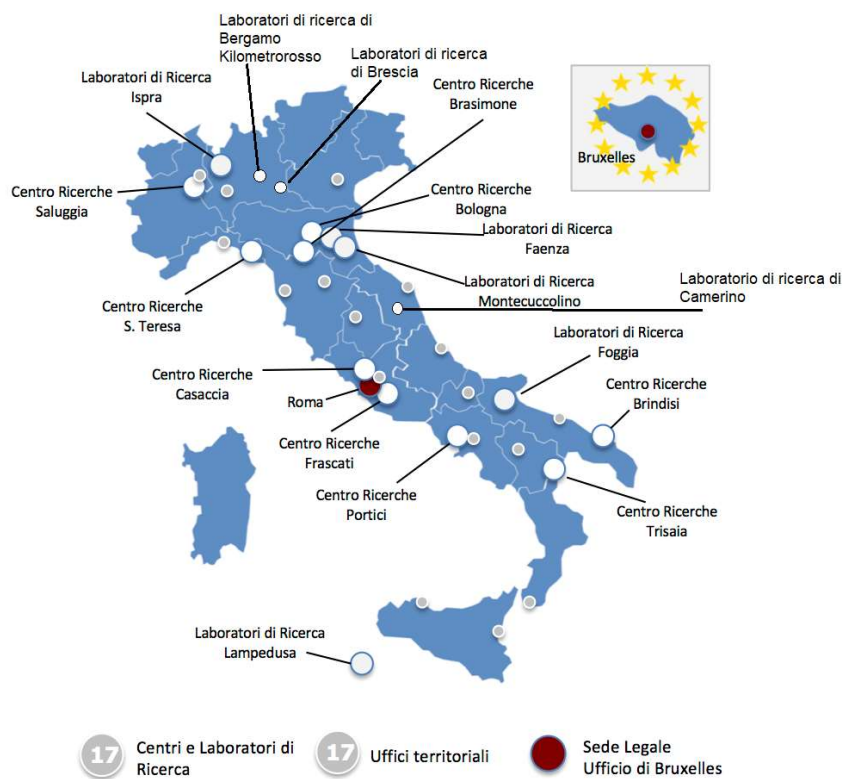 Laboratori di ricerca di
Bergamo
Kilometrorosso
Laboratori di ricerca
di Brescia
Laboratori di Ricerca
Ispra
Centro Ricerche
Brasimone
Centro Ricerche
Saluggia
Bruxelles
Centro Ricerche
Bologna
Laboratori di Ricerca
Faenza
Laboratori di Ricerca
Montecuccolino
Laboratorio di ricerca di
Camerino
Centro Ricerche
S. Teresa
Laboratori di Ricerca
Foggia
Centro Ricerche
Casaccia
Centro Ricerche
Brindisi
Roma
Centro Ricerche
Frascati
Centro Ricerche
Portici
Centro Ricerche
Trisaia
Laboratori di Ricerca
Lampedusa
17
Centri e Laboratori di
Ricerca
17
Uffici territoriali
Sede Legale
Ufficio di Bruxelles